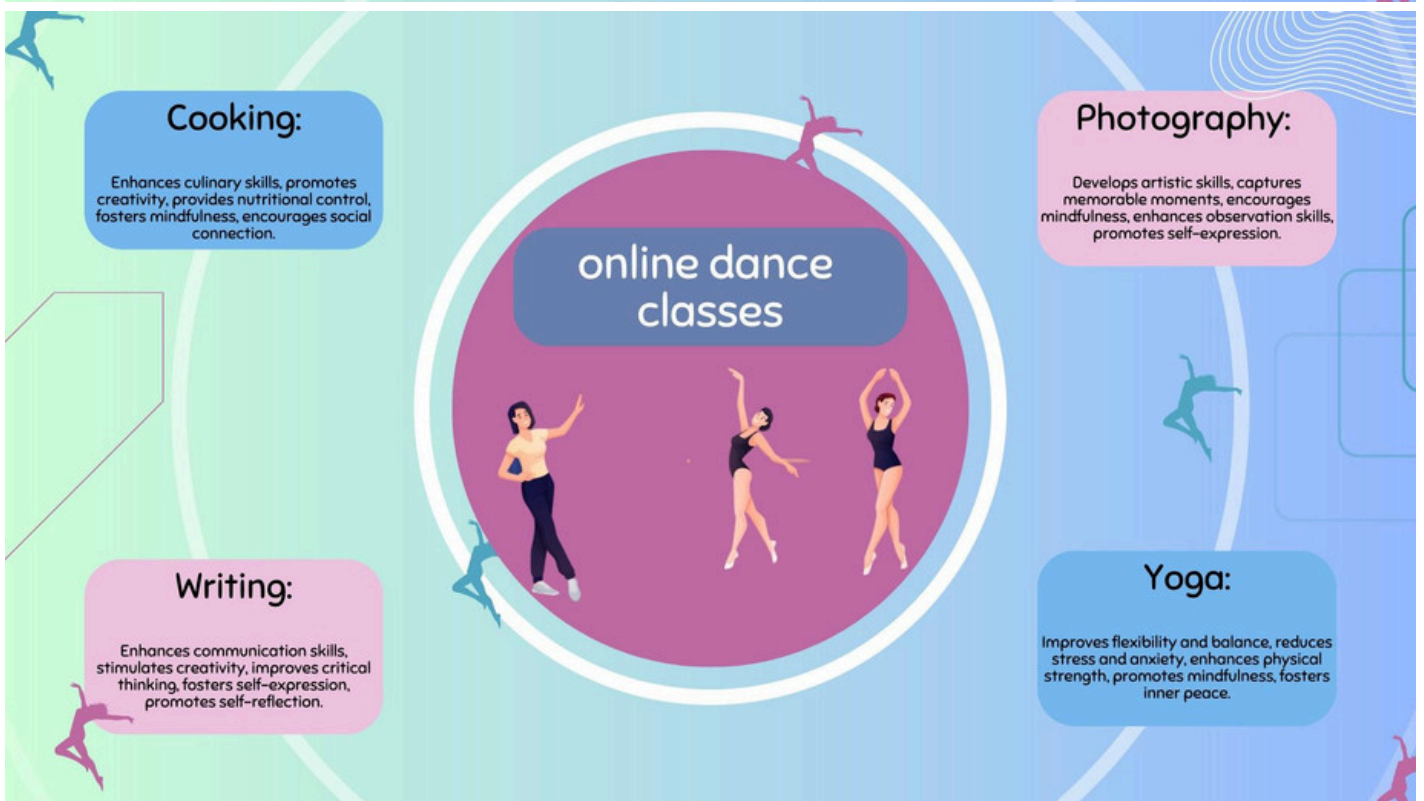 Cooking:
Enhances culinary skills, promotes
creativity, provides nutritional control,
fosters mindfulness, encourages social
connection.
online dance
classes
Photography:
Develops artistic skills, captures
memorable moments, encourages
mindfulness, enhances observation skills,
promotes self-expression.
Writing:
Enhances communication skills,
stimulates creativity, improves critical
thinking, fosters self-expression,
promotes self-reflection.
Yoga:
Improves flexibility and balance, reduces
stress and anxiety, enhances physical
strength, promotes mindfulness, fosters
inner peace.